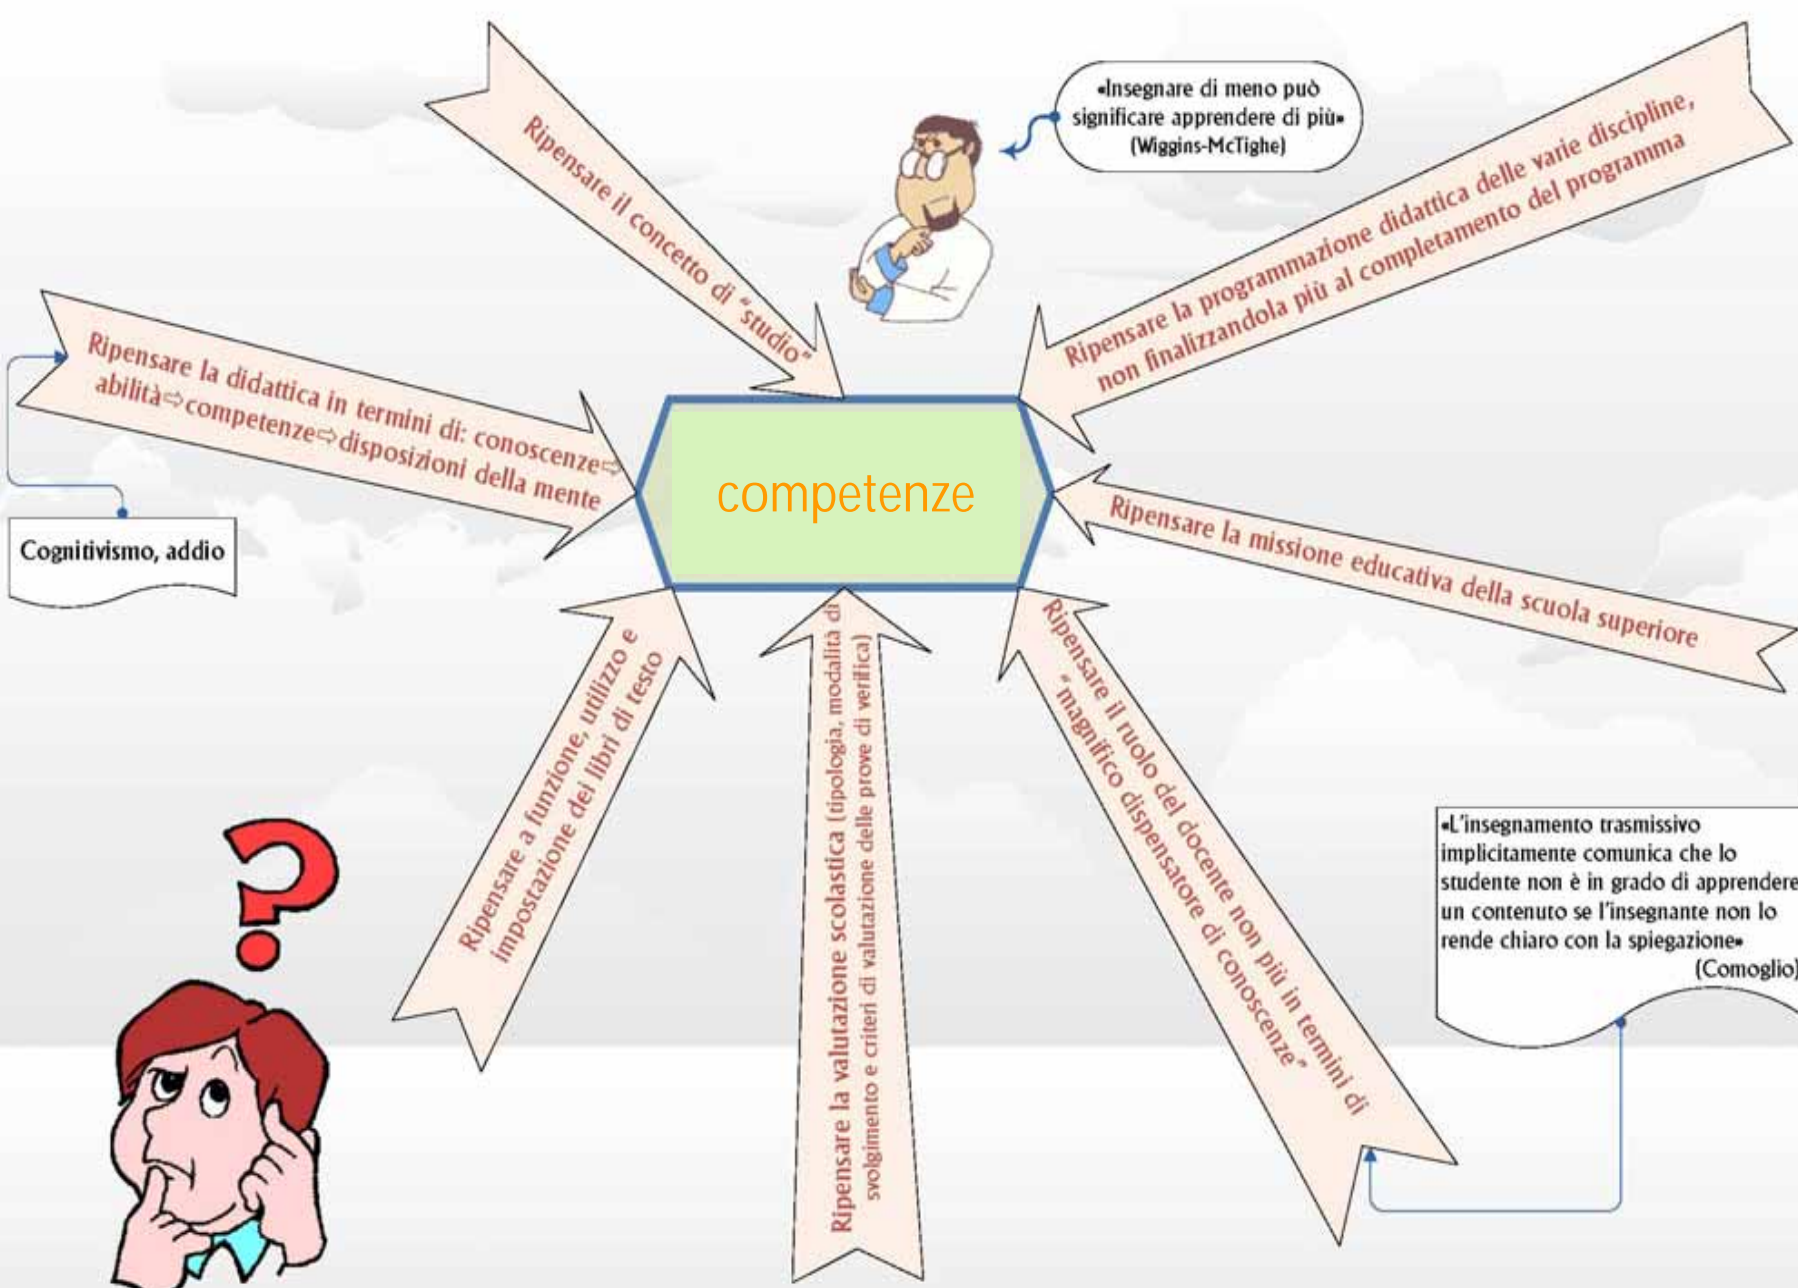 «Insegnare di meno può
significare apprendere di più»
(Wiggins-McTighe)
Ripensare il concetto di "studio"
Ripensare la programmazione didattica delle varie discipline,
non finalizzandola più al completamento del programma
Ripensare la didattica in termini di: conoscenze⇨
abilità⇨competenze⇨disposizioni della mente
Cognitivismo, addio
competenze
Ripensare la missione educativa della scuola superiore
Ripensare a funzione, utilizzo e
impostazione dei libri di testo
Ripensare la valutazione scolastica (tipologia, modalità di
svolgimento e criteri di valutazione delle prove di verifica)
Ripensare il ruolo del docente non più in termini di
"magnifico dispensatore di conoscenze"
«L'insegnamento trasmissivo
implicitamente comunica che lo
studente non è in grado di apprendere
un contenuto se l'insegnante non lo
rende chiaro con la spiegazione»
(Comoglio)
?